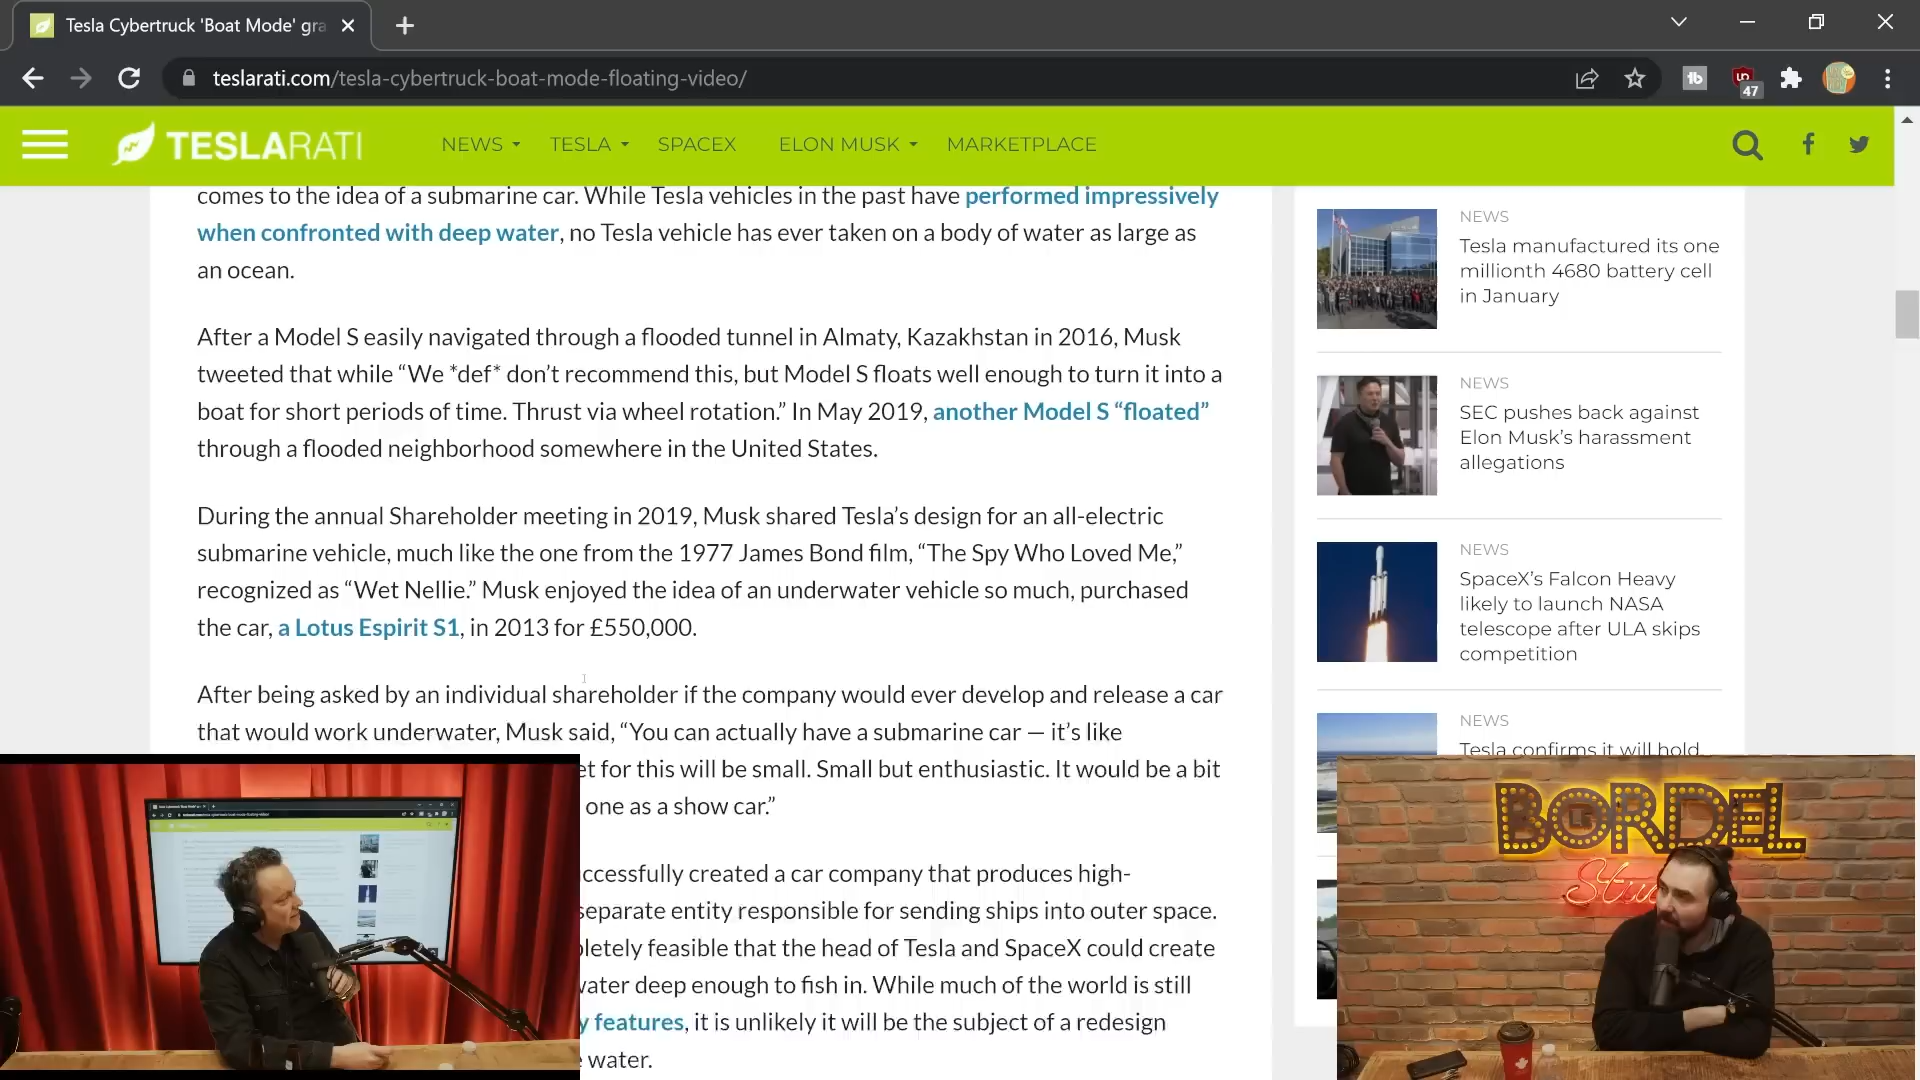 Tesla Cybertruck 'Boat Mode' gra
teslarati.com/tesla-cybertruck-boat-mode-floating-video/
47
TESLARATI
NEWS
TESLA
SPACEX
ELON MUSK
MARKETPLACE
comes to the idea of a submarine car. While Tesla vehicles in the past have performed impressively
when confronted with deep water, no Tesla vehicle has ever taken on a body of water as large as
an ocean.
After a Model S easily navigated through a flooded tunnel in Almaty, Kazakhstan in 2016, Musk
tweeted that while “We *def* don’t recommend this, but Model S floats well enough to turn it into a
boat for short periods of time. Thrust via wheel rotation.” In May 2019, another Model S “floated”
through a flooded neighborhood somewhere in the United States.
During the annual Shareholder meeting in 2019, Musk shared Tesla’s design for an all-electric
submarine vehicle, much like the one from the 1977 James Bond film, “The Spy Who Loved Me,”
recognized as “Wet Nellie.” Musk enjoyed the idea of an underwater vehicle so much, purchased
the car, a Lotus Espirit S1, in 2013 for £550,000.
After being asked by an individual shareholder if the company would ever develop and release a car
that would work underwater, Musk said, “You can actually have a submarine car — it’s like
et for this will be small. Small but enthusiastic. It would be a bit
one as a show car.”
ccessfully created a car company that produces high-
separate entity responsible for sending ships into outer space.
pletely feasible that the head of Tesla and SpaceX could create
water deep enough to fish in. While much of the world is still
y features, it is unlikely it will be the subject of a redesign
water.
NEWS
Tesla manufactured its one
millionth 4680 battery cell
in January
NEWS
SEC pushes back against
Elon Musk’s harassment
allegations
NEWS
SpaceX’s Falcon Heavy
likely to launch NASA
telescope after ULA skips
competition
NEWS
Tesla confirms it will hold
BORDEL